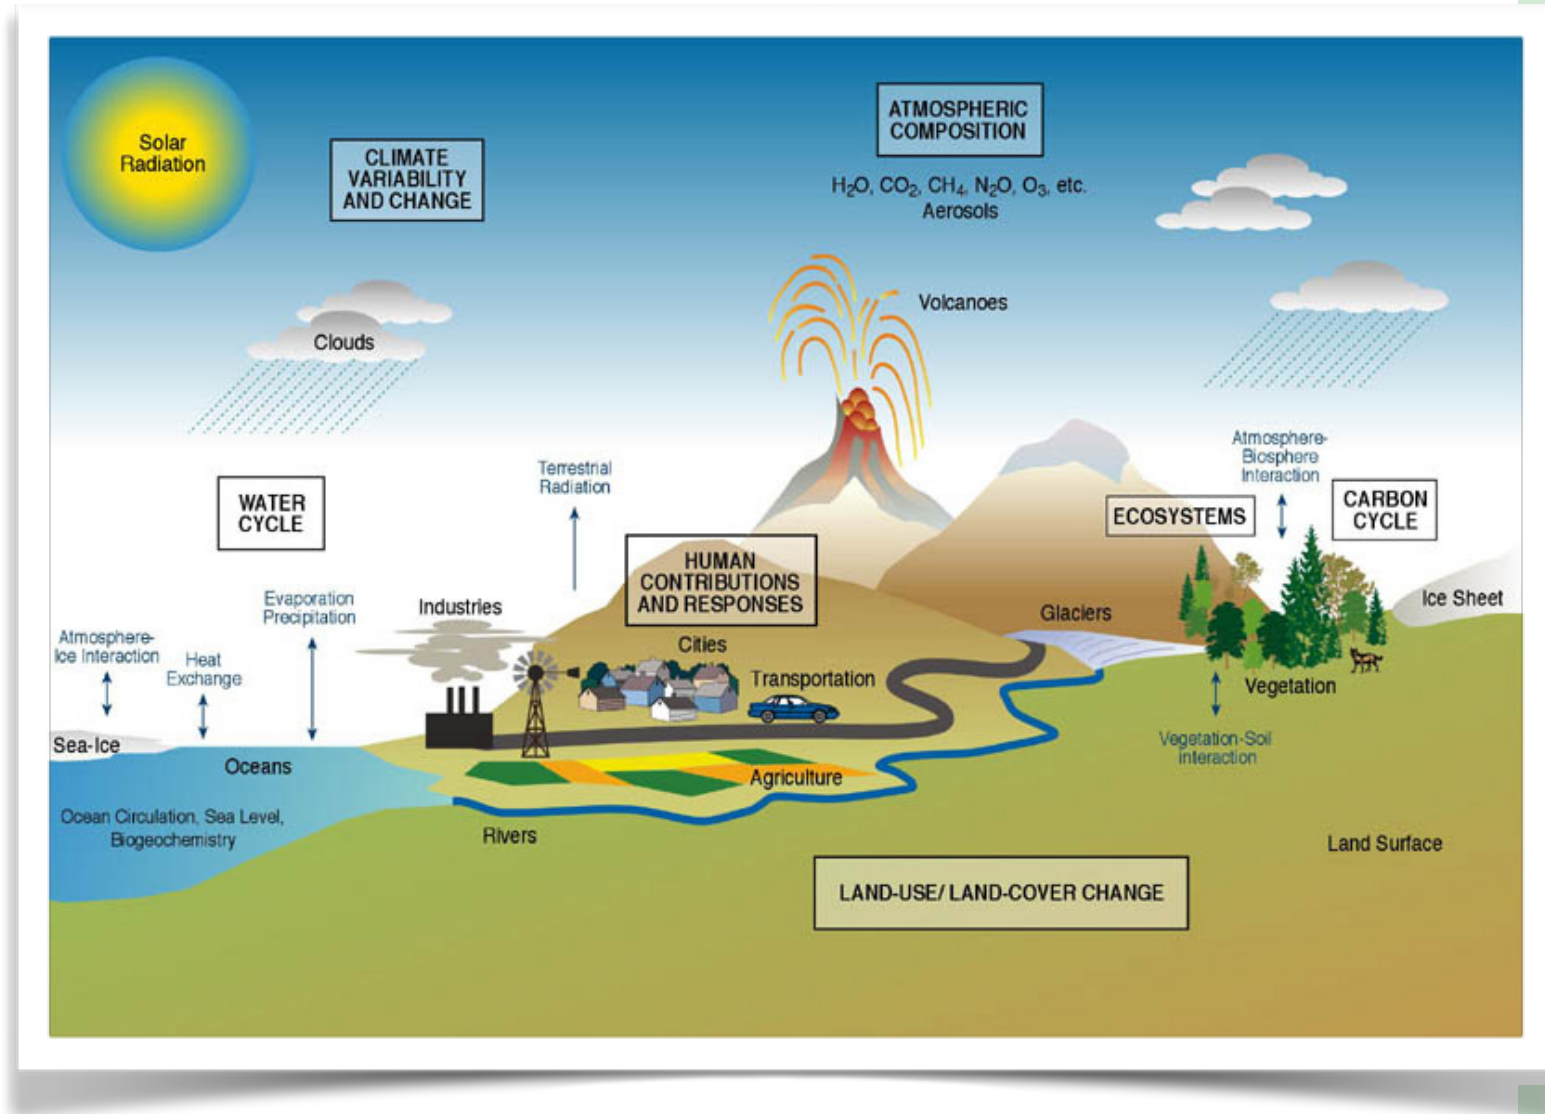 Solar
Radiation
CLIMATE
VARIABILITY
AND CHANGE
ATMOSPHERIC
COMPOSITION
H₂O, CO₂, CH₄, N₂O, O₃, etc.
Aerosols
Volcanoes
Clouds
Atmosphere-
Biosphere
Interaction
Terrestrial
Radiation
WATER
CYCLE
ECOSYSTEMS
CARBON
CYCLE
HUMAN
CONTRIBUTIONS
AND RESPONSES
Evaporation
Precipitation
Industries
Glaciers
Ice Sheet
Atmosphere-
Ice Interaction
Heat
Exchange
Cities
Transportation
Vegetation
Sea-Ice
Oceans
Vegetation-Soil
interaction
Agriculture
Ocean Circulation, Sea Level,
Biogeochemistry
Rivers
Land Surface
LAND-USE/ LAND-COVER CHANGE